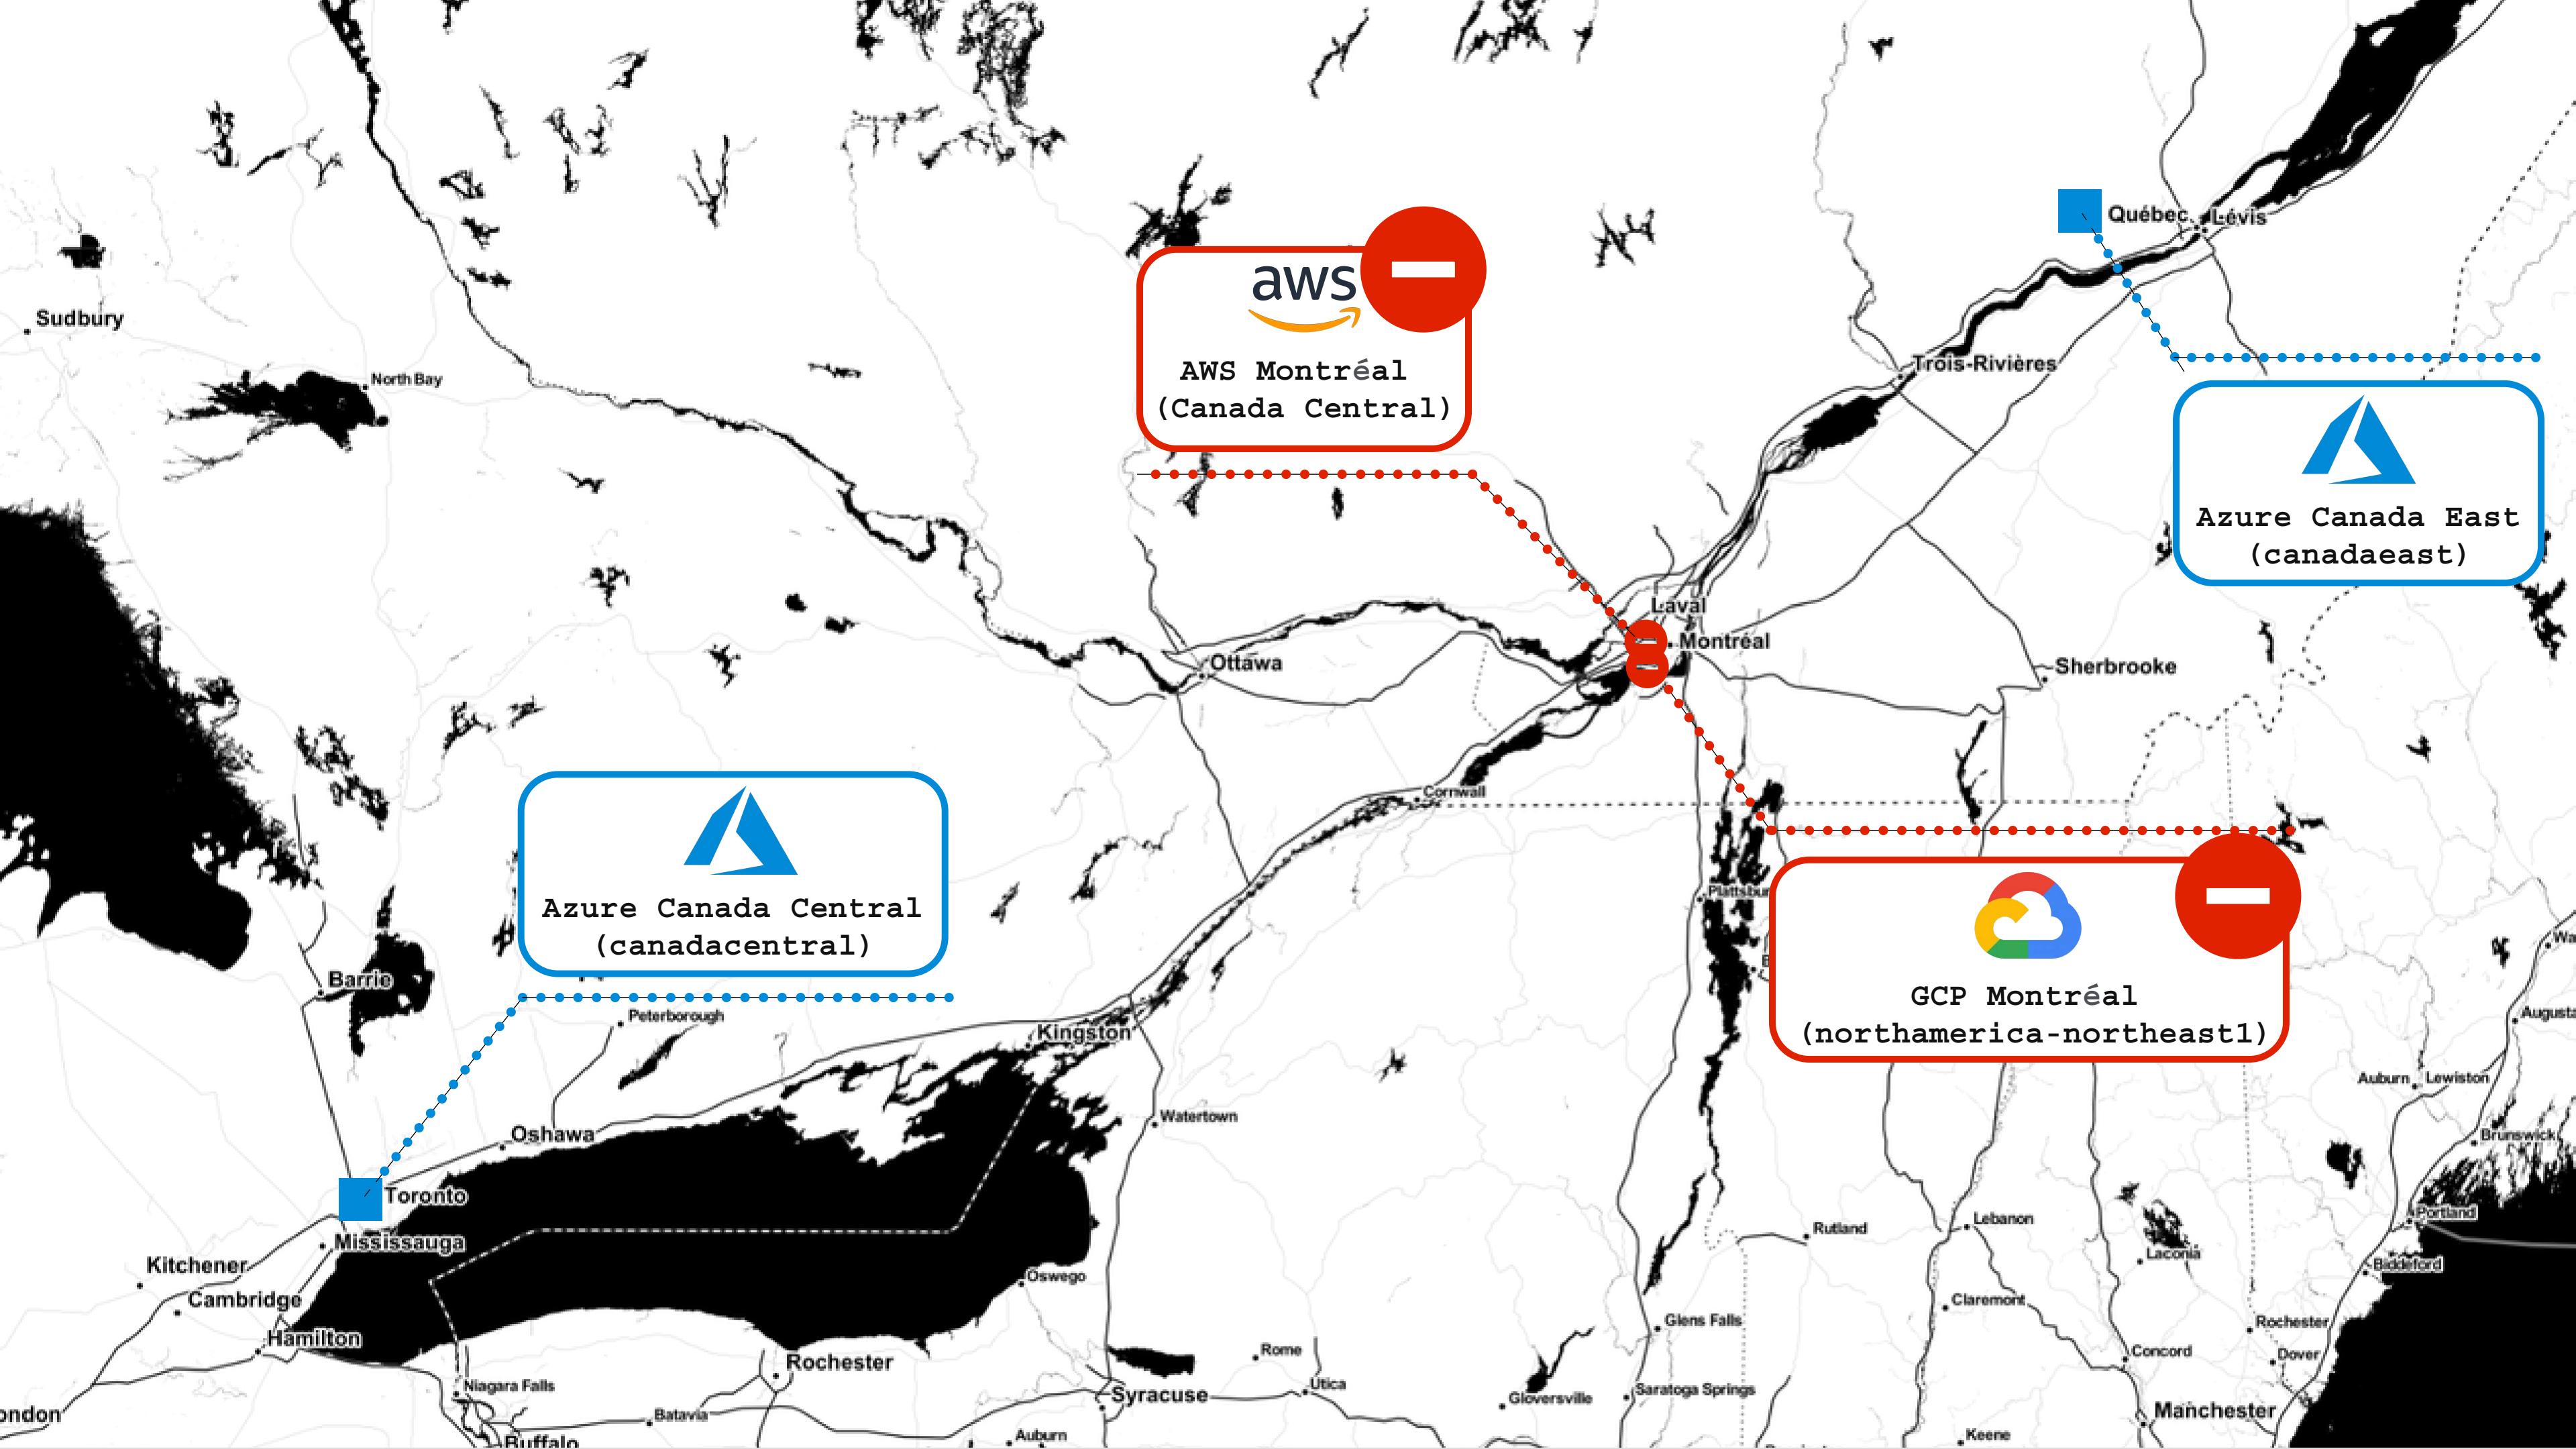 Québec
Lévis
Sudbury
aws
AWS Montréal
(Canada Central)
Trois-Rivières
North Bay
Azure Canada East
(canadaeast)
Laval
Montréal
Ottawa
Sherbrooke
Cornwall
Azure Canada Central
(canadacentral)
Barrie
GCP Montréal
(northamerica-northeast1)
Peterborough
Kingston
Auburn
Lewiston
Watertown
Oshawa
Brunswick
Toronto
Portland
Mississauga
Lebanon
Rutland
Laconia
Kitchener
Biddeford
Oswego
Cambridge
Claremont
Glens Falls
Rochester
Hamilton
Rome
Concord
Dover
Rochester
Niagara Falls
Utica
Saratoga Springs
Syracuse
Gloversville
Manchester
Batavia
Auburn
Keene
Buffalo